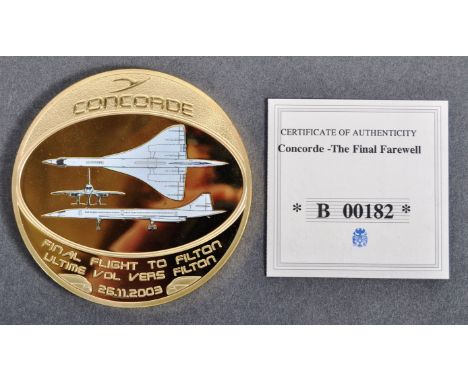 CONCORDE
FINAL FLIGHT TO FILTON
ULTIME VOL VERS FILTON
26.11.2003
CERTIFICATE OF AUTHENTICITY
Concorde -The Final Farewell
* B 00182 *